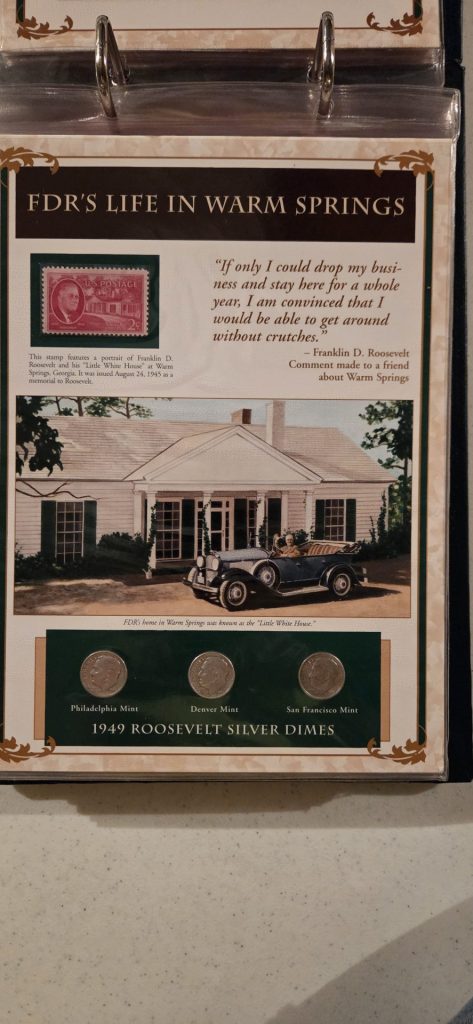 FDR'S LIFE IN WARM SPRINGS
U.S. POSTAGE
2¢
This stamp features a portrait of Franklin D.
Roosevelt and his "Little White House" at Warm
Springs, Georgia. It was issued August 24, 1945 as a
memorial to Roosevelt.
"If only I could drop my busi-
ness and stay here for a whole
year, I am convinced that I
would be able to get around
without crutches."
– Franklin D. Roosevelt
Comment made to a friend
about Warm Springs
FDR's home in Warm Springs was known as the "Little White House."
Philadelphia Mint
Denver Mint
San Francisco Mint
1949 ROOSEVELT SILVER DIMES